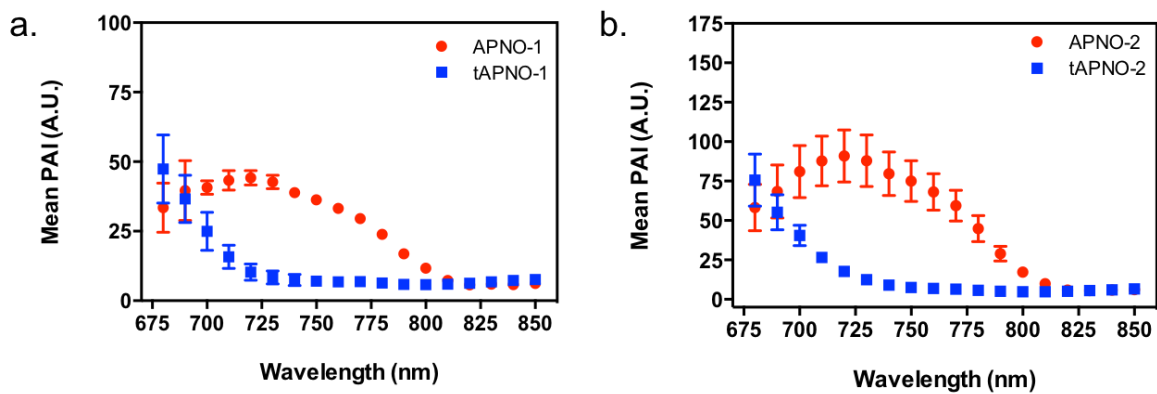 a.
Mean PAI (A.U.)
100
75
50
25
0
675 700 725 750 775 800 825 850
Wavelength (nm)
APNO-1
tAPNO-1
b.
Mean PAI (A.U.)
175
150
125
100
75
50
25
0
675 700 725 750 775 800 825 850
Wavelength (nm)
APNO-2
tAPNO-2